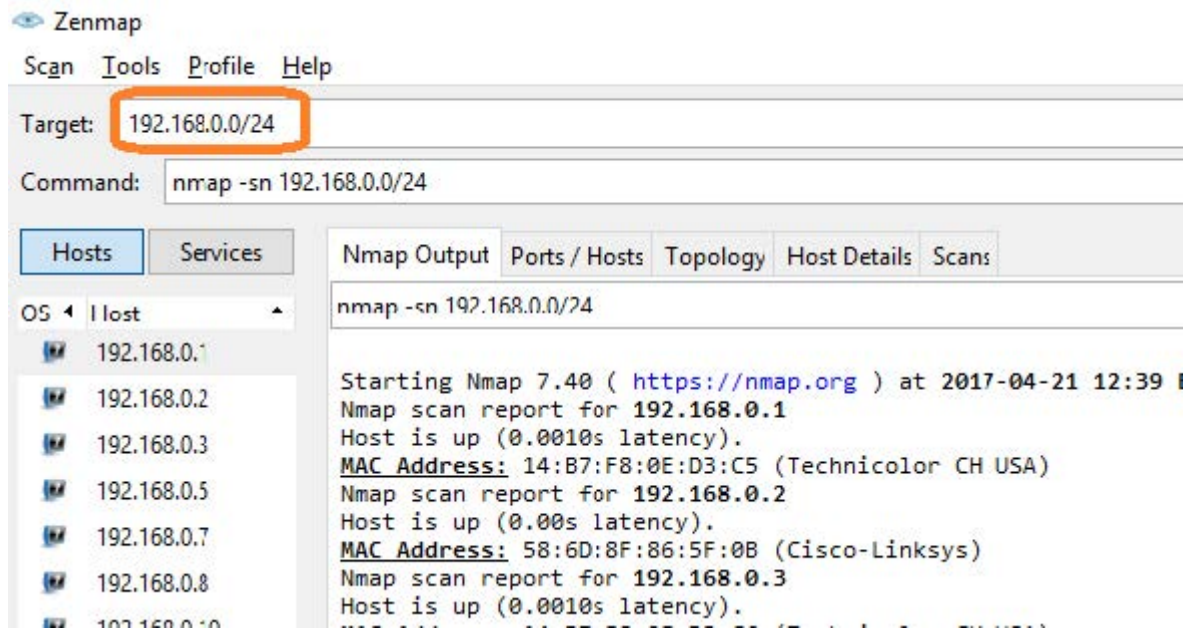 Zenmap
Scan Tools Profile Help
Target: 192.168.0.0/24
Command: nmap -sn 192.168.0.0/24
Hosts Services
Nmap Output Ports / Hosts Topology Host Details Scans
OS Host
nmap -sn 192.168.0.0/24
192.168.0.1
192.168.0.2
192.168.0.3
192.168.0.5
192.168.0.7
192.168.0.8
192.168.0.10
Starting Nmap 7.40 ( https://nmap.org ) at 2017-04-21 12:39
Nmap scan report for 192.168.0.1
Host is up (0.0010s latency).
MAC Address: 14:B7:F8:0E:D3:C5 (Technicolor CH USA)
Nmap scan report for 192.168.0.2
Host is up (0.00s latency).
MAC Address: 58:6D:8F:86:5F:0B (Cisco-Linksys)
Nmap scan report for 192.168.0.3
Host is up (0.0010s latency).